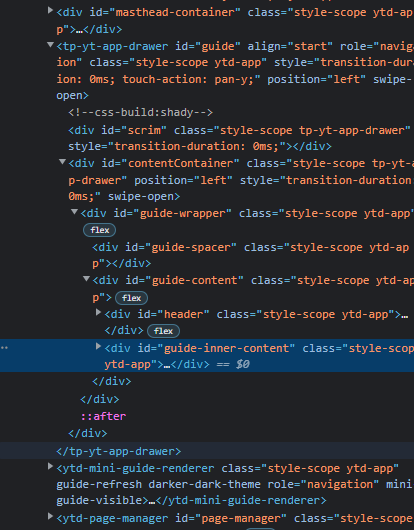 <div id="masthead-container" class="style-scope ytd-ap
p">…</div>
<tp-yt-app-drawer id="guide" align="start" role="navigat
ion" class="style-scope ytd-app" style="transition-durat
ion: 0ms; touch-action: pan-y;" position="left" swipe-
open>
<!--css-build:shady-->
<div id="scrim" class="style-scope tp-yt-app-drawer"
style="transition-duration: 0ms;"></div>
<div id="contentContainer" class="style-scope tp-yt-ap
p-drawer" position="left" style="transition-duration:
0ms;" swipe-open>
<div id="guide-wrapper" class="style-scope ytd-app">
flex
<div id="guide-spacer" class="style-scope ytd-ap
p"></div>
<div id="guide-content" class="style-scope ytd-ap
p"> flex
<div id="header" class="style-scope ytd-app">…
</div> flex
<div id="guide-inner-content" class="style-scope
ytd-app">…</div> == $0
</div>
</div>
::after
</div>
</tp-yt-app-drawer>
<ytd-mini-guide-renderer class="style-scope ytd-app"
guide-refresh darker-dark-theme role="navigation" mini-
guide-visible>…</ytd-mini-guide-renderer>
<ytd-page-manager id="page-manager" class="style-scope